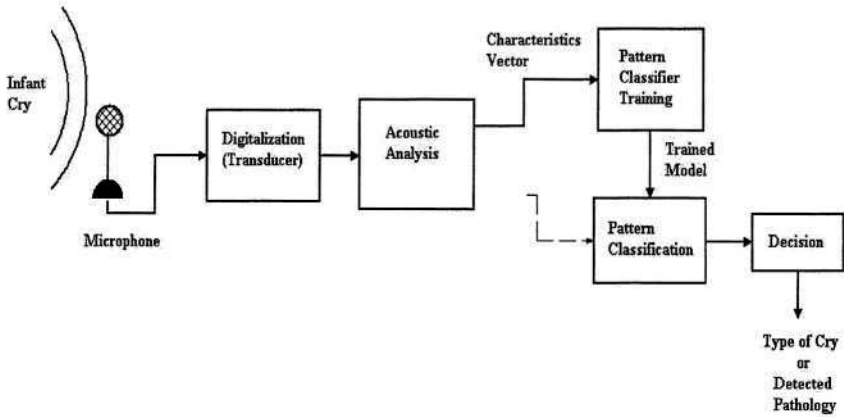 Infant
Cry
Microphone
Digitalization
(Transducer)
Acoustic
Analysis
Characteristics
Vector
Pattern
Classifier
Training
Trained
Model
Pattern
Classification
Decision
Type of Cry
or
Detected
Pathology